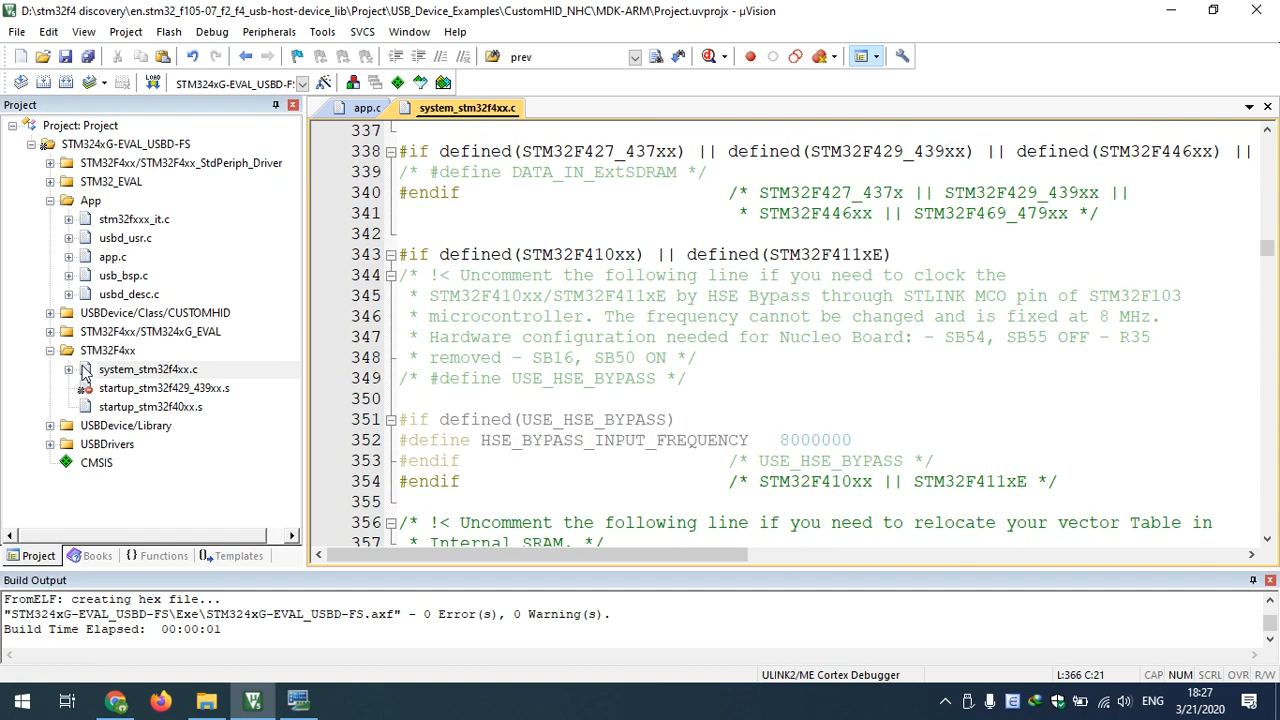 D:\stm32f4 discovery\en.stm32_f105-07_f2_f4_usb-host-device_lib\Project\USB_Device_Examples\CustomHID_NHC\MDK-ARM\Project.uvprojx - µVision
File Edit View Project Flash Debug Peripherals Tools SVCS Window Help
prev
LOAD STM324xG-EVAL_USBD-F:
Project
app.c system_stm32f4xx.c
Project: Project
STM324xG-EVAL_USBD-FS
STM32F4xx/STM32F4xx_StdPeriph_Driver
STM32_EVAL
App
stm32fxxx_it.c
usbd_usr.c
app.c
usb_bsp.c
usbd_desc.c
USBDevice/Class/CUSTOMHID
STM32F4xx/STM324xG_EVAL
STM32F4xx
system_stm32f4xx.c
startup_stm32f429_439xx.s
startup_stm32f40xx.s
USBDevice/Library
USBDrivers
CMSIS
337
338 #if defined(STM32F427_437xx) || defined(STM32F429_439xx) || defined(STM32F446xx) ||
339 /* #define DATA_IN_ExtSDRAM */
340 #endif /* STM32F427_437x || STM32F429_439xx ||
341 * STM32F446xx || STM32F469_479xx */
342
343 #if defined(STM32F410xx) || defined(STM32F411xE)
344 /* !< Uncomment the following line if you need to clock the
345 * STM32F410xx/STM32F411xE by HSE Bypass through STLINK MCO pin of STM32F103
346 * microcontroller. The frequency cannot be changed and is fixed at 8 MHz.
347 * Hardware configuration needed for Nucleo Board: - SB54, SB55 OFF - R35
348 * removed - SB16, SB50 ON */
349 /* #define USE_HSE_BYPASS */
350
351 #if defined(USE_HSE_BYPASS)
352 #define HSE_BYPASS_INPUT_FREQUENCY 8000000
353 #endif /* USE_HSE_BYPASS */
354 #endif /* STM32F410xx || STM32F411xE */
355
356 /* !< Uncomment the following line if you need to relocate your vector Table in
357 * Internal SRAM. */
Project Books {} Functions Templates
Build Output
FromELF: creating hex file...
"STM324xG-EVAL_USBD-FS\Exe\STM324xG-EVAL_USBD-FS.axf" - 0 Error(s), 0 Warning(s).
Build Time Elapsed: 00:00:01
ULINK2/ME Cortex Debugger L:366 C:21 CAP NUM SCRL OVR R/W
ENG
18:27
3/21/2020